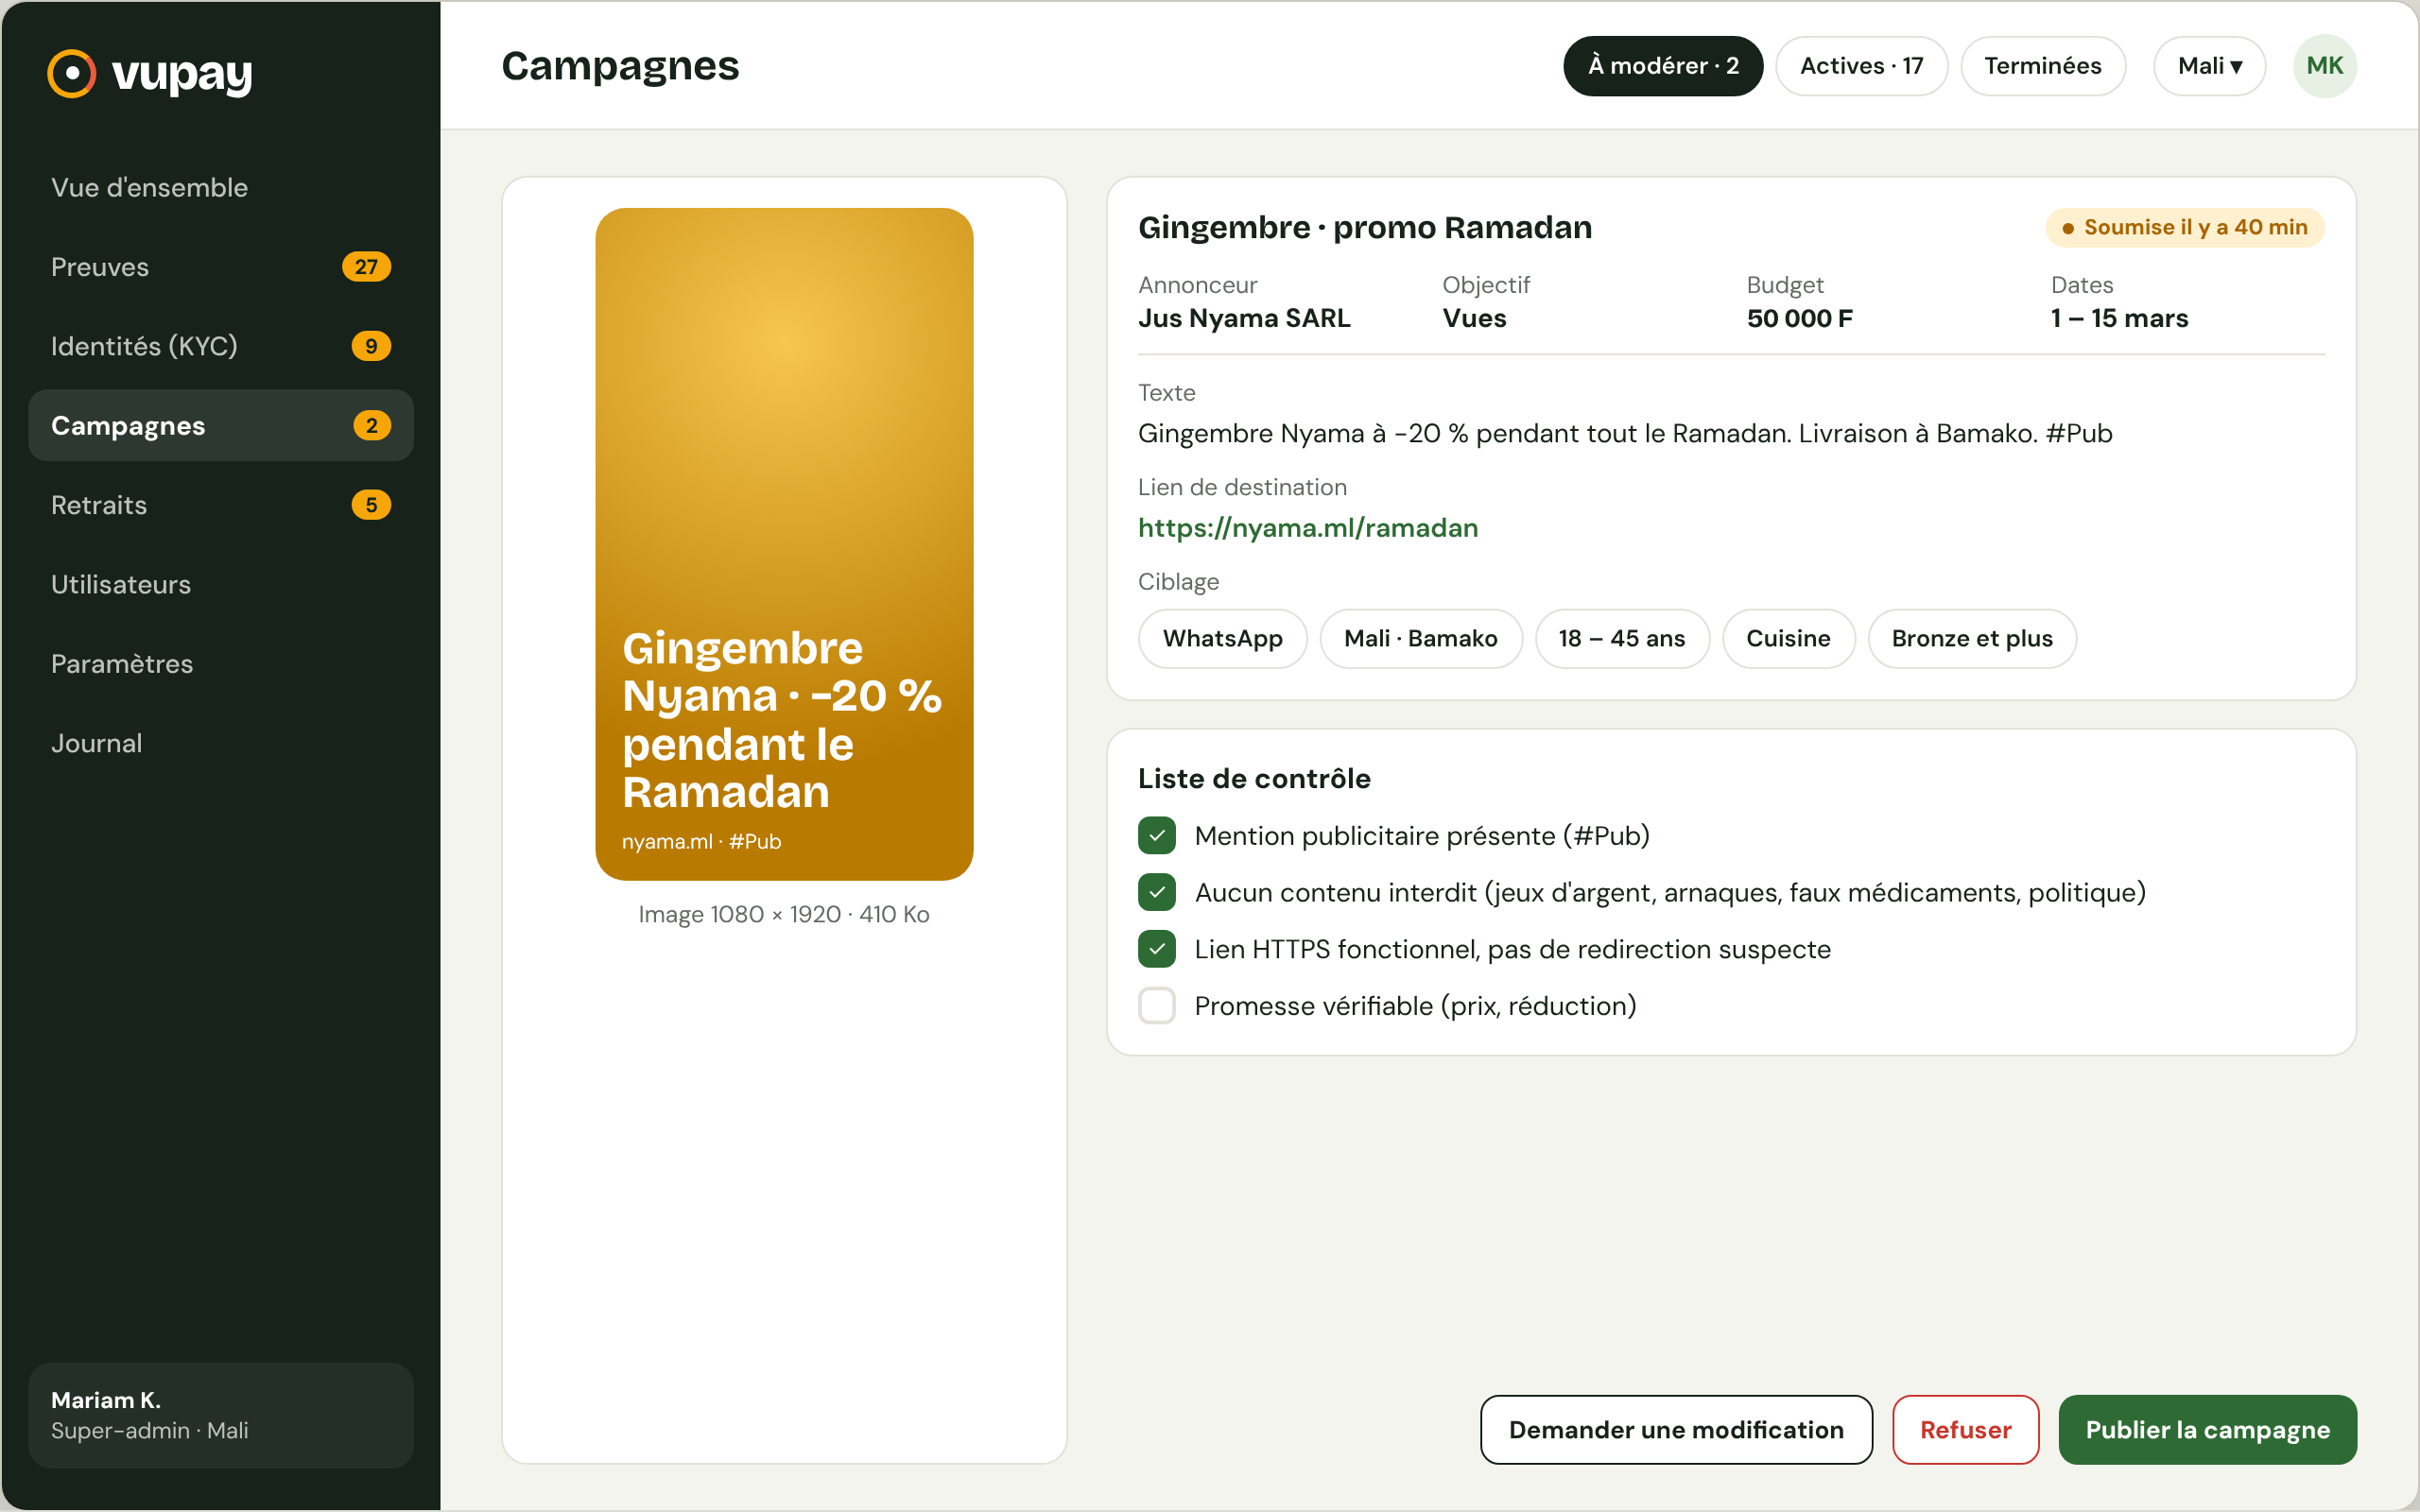 vupay
Vue d'ensemble
Preuves 27
Identités (KYC) 9
Campagnes 2
Retraits 5
Utilisateurs
Paramètres
Journal
Mariam K.
Super-admin · Mali
Campagnes
À modérer · 2
Actives · 17
Terminées
Mali ▾
MK
Gingembre
Nyama · -20 %
pendant le
Ramadan
nyama.ml · #Pub
Image 1080 × 1920 · 410 Ko
Gingembre · promo Ramadan
Soumise il y a 40 min
Annonceur Objectif Budget Dates
Jus Nyama SARL Vues 50 000 F 1 – 15 mars
Texte
Gingembre Nyama à -20 % pendant tout le Ramadan. Livraison à Bamako. #Pub
Lien de destination
https://nyama.ml/ramadan
Ciblage
WhatsApp Mali · Bamako 18 – 45 ans Cuisine Bronze et plus
Liste de contrôle
Mention publicitaire présente (#Pub)
Aucun contenu interdit (jeux d'argent, arnaques, faux médicaments, politique)
Lien HTTPS fonctionnel, pas de redirection suspecte
Promesse vérifiable (prix, réduction)
Demander une modification Refuser Publier la campagne